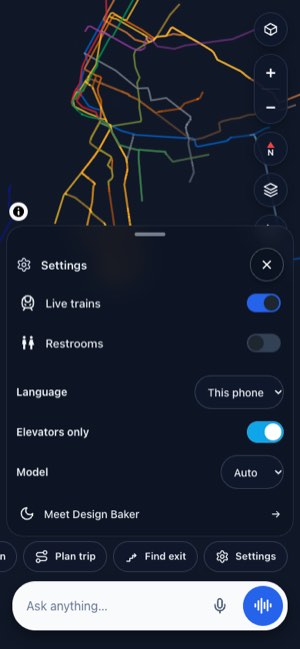 +
−
N
Settings
Live trains
Restrooms
Language This phone
Elevators only
Model Auto
Meet Design Baker →
n Plan trip Find exit Settings
Ask anything...